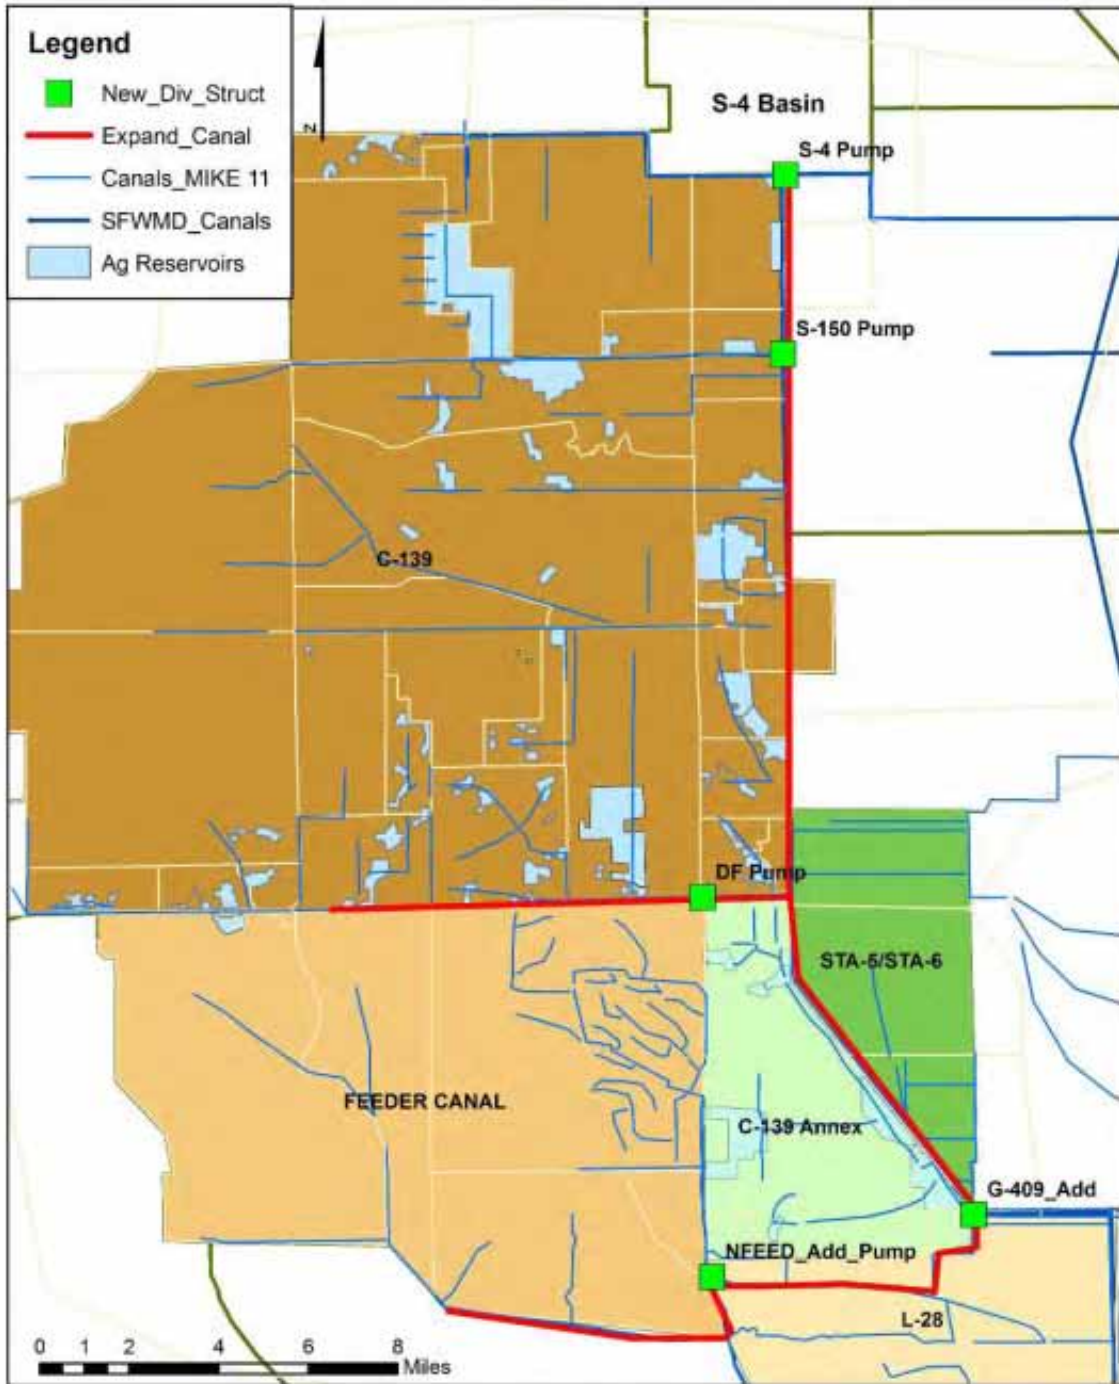 Legend
New_Div_Struct
Expand_Canal
Canals_MIKE 11
SFWMD_Canals
Ag Reservoirs
N
S-4 Basin
S-4 Pump
S-150 Pump
C-139
DF Pump
STA-5/STA-6
FEEDER CANAL
C-139 Annex
G-409_Add
NFEED_Add_Pump
L-28
0 1 2 4 6 8
Miles